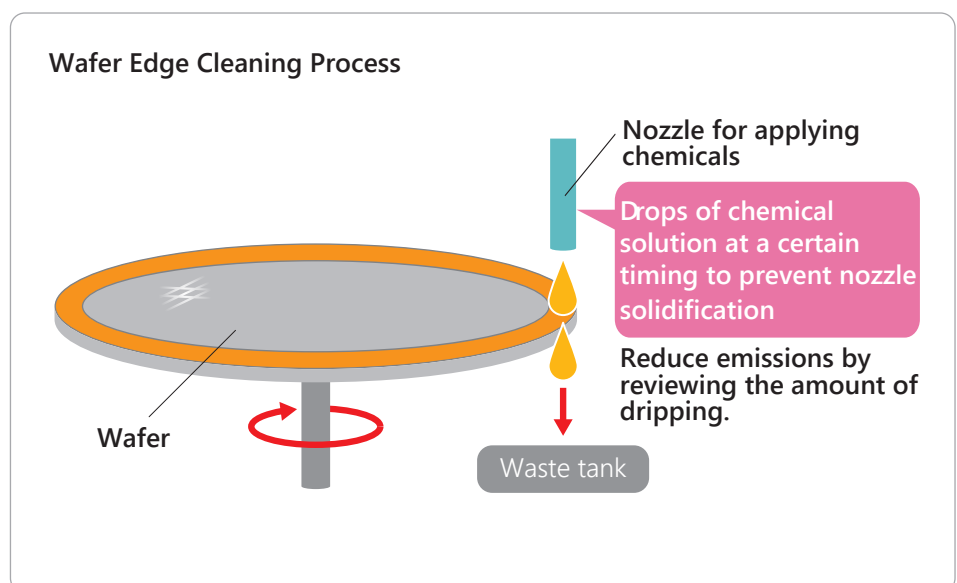 Wafer Edge Cleaning Process
Nozzle for applying
chemicals
Drops of chemical
solution at a certain
timing to prevent nozzle
solidification
Reduce emissions by
reviewing the amount of
dripping.
Wafer
Waste tank